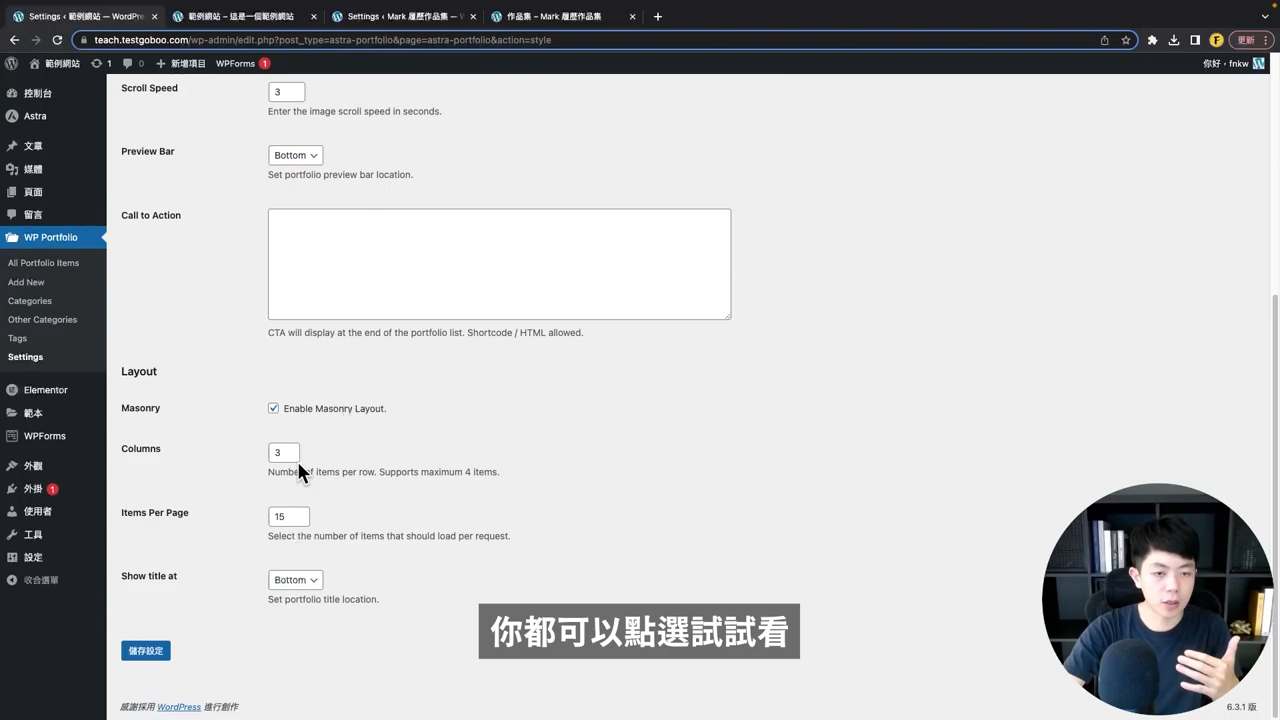 Settings ‹ 範例網站 — WordPre
範例網站 – 這是一個範例網站
Settings ‹ Mark 履歷作品集 — W
作品集 – Mark 履歷作品集
teach.testgoboo.com/wp-admin/edit.php?post_type=astra-portfolio&page=astra-portfolio&action=style
更新
範例網站
1
0
新增項目
WPForms 1
你好，fnkw
控制台
Astra
文章
媒體
頁面
留言
WP Portfolio
All Portfolio Items
Add New
Categories
Other Categories
Tags
Settings
Elementor
範本
WPForms
外觀
外掛 1
使用者
工具
設定
收合選單
Scroll Speed
3
Enter the image scroll speed in seconds.
Preview Bar
Bottom
Set portfolio preview bar location.
Call to Action
CTA will display at the end of the portfolio list. Shortcode / HTML allowed.
Layout
Masonry
Enable Masonry Layout.
Columns
3
Number of items per row. Supports maximum 4 items.
Items Per Page
15
Select the number of items that should load per request.
Show title at
Bottom
Set portfolio title location.
你都可以點選試試看
儲存設定
感謝採用 WordPress 進行創作
6.3.1 版